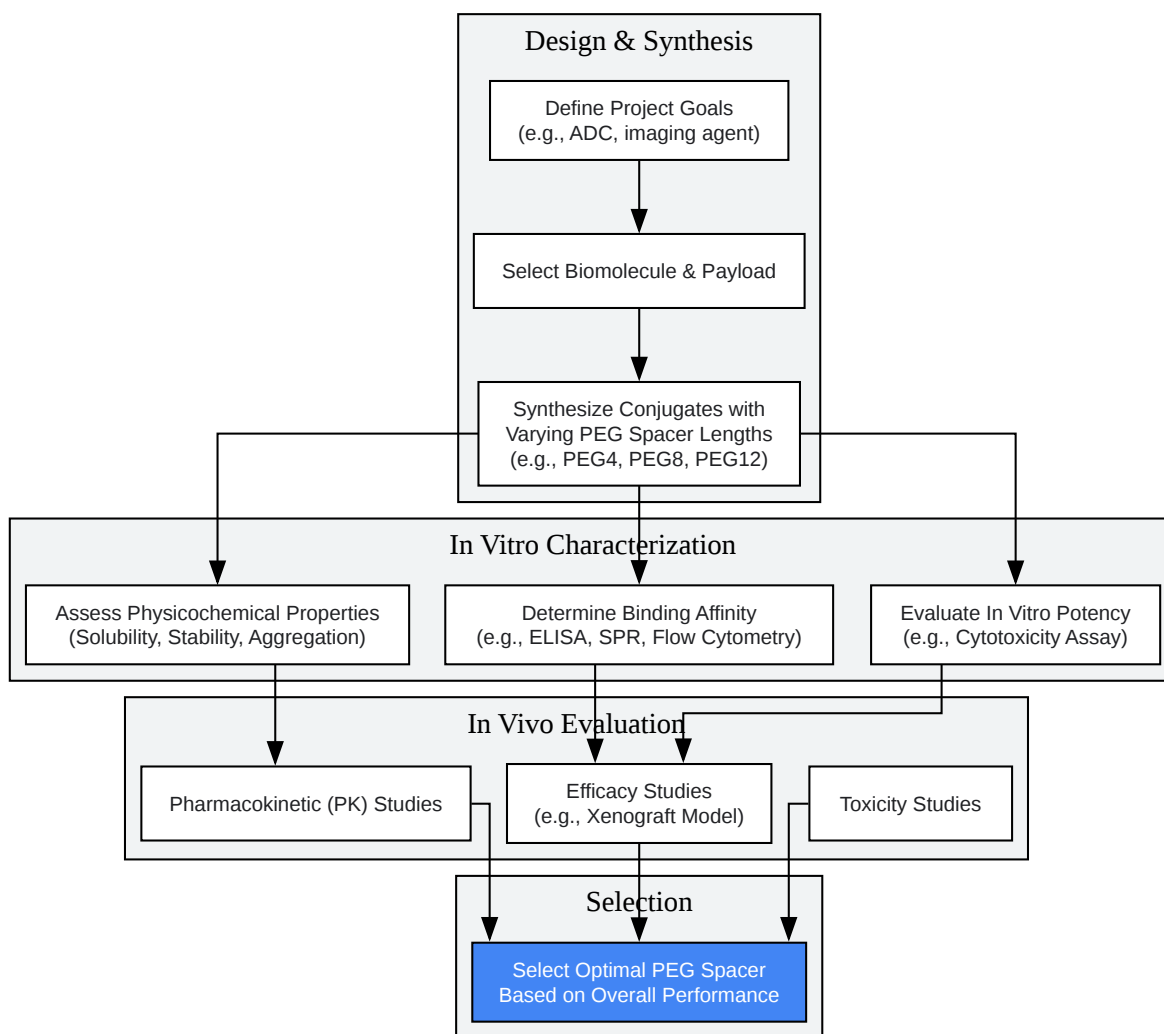 Design & Synthesis
Define Project Goals
(e.g., ADC, imaging agent)
Select Biomolecule & Payload
Synthesize Conjugates with
Varying PEG Spacer Lengths
(e.g., PEG4, PEG8, PEG12)
In Vitro Characterization
Assess Physicochemical Properties
(Solubility, Stability, Aggregation)
Determine Binding Affinity
(e.g., ELISA, SPR, Flow Cytometry)
Evaluate In Vitro Potency
(e.g., Cytotoxicity Assay)
In Vivo Evaluation
Pharmacokinetic (PK) Studies
Efficacy Studies
(e.g., Xenograft Model)
Toxicity Studies
Selection
Select Optimal PEG Spacer
Based on Overall Performance